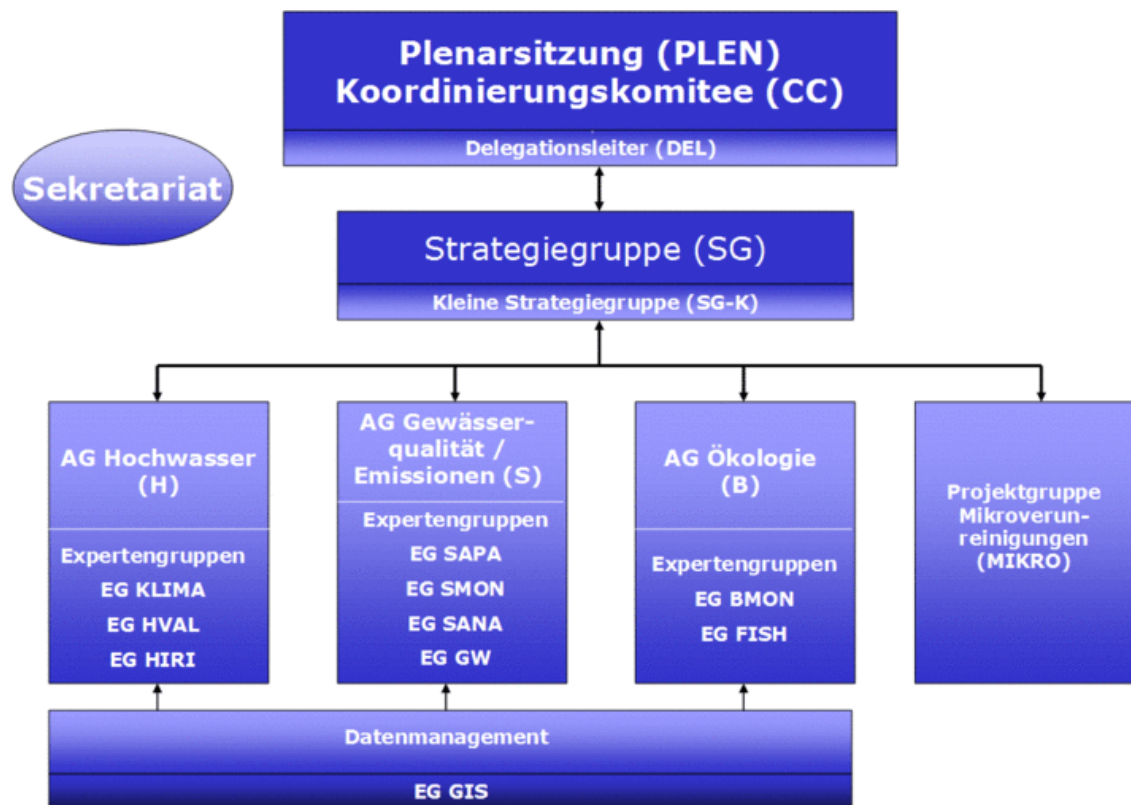 Plenarsitzung (PLEN)
Koordinierungskomitee (CC)
Delegationsleiter (DEL)
Sekretariat
Strategiegruppe (SG)
Kleine Strategiegruppe (SG-K)
AG Hochwasser
(H)
Expertengruppen
EG KLIMA
EG HVAL
EG HIRI
AG Gewässer-
qualität /
Emissionen (S)
Expertengruppen
EG SAPA
EG SMON
EG SANA
EG GW
AG Ökologie
(B)
Expertengruppen
EG BMON
EG FISH
Projektgruppe
Mikroverun-
reinigungen
(MIKRO)
Datenmanagement
EG GIS